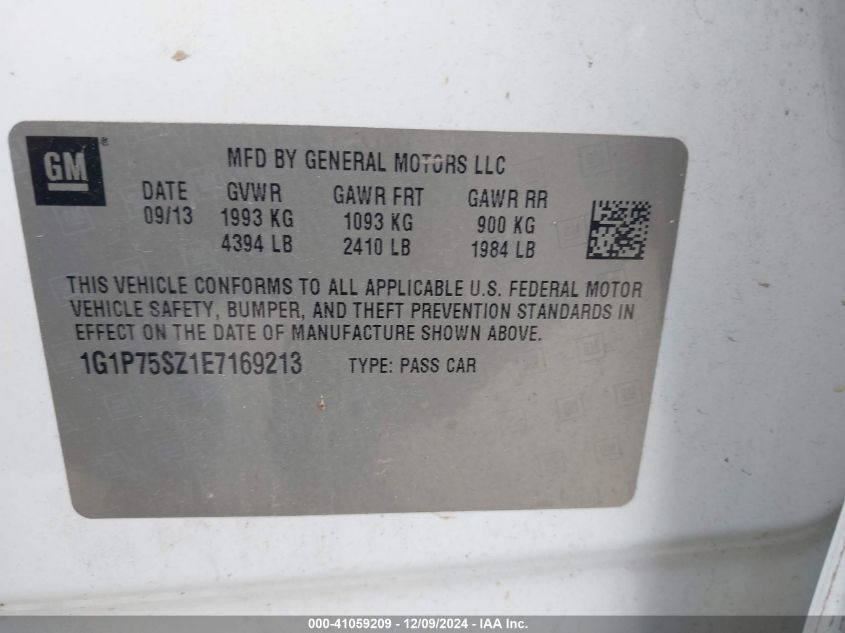 GM ®
MFD BY GENERAL MOTORS LLC
DATE GVWR GAWR FRT GAWR RR
09/13 1993 KG 1093 KG 900 KG
4394 LB 2410 LB 1984 LB
THIS VEHICLE CONFORMS TO ALL APPLICABLE U.S. FEDERAL MOTOR
VEHICLE SAFETY, BUMPER, AND THEFT PREVENTION STANDARDS IN
EFFECT ON THE DATE OF MANUFACTURE SHOWN ABOVE.
1G1P75SZ1E7169213 TYPE: PASS CAR
000-41059209 - 12/09/2024 - IAA Inc.